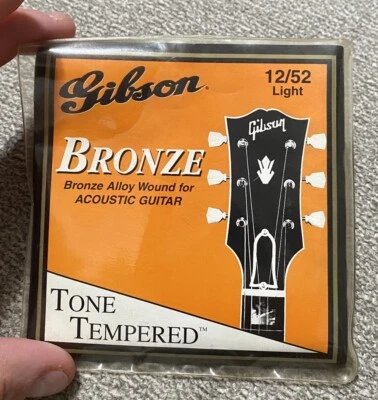 Gibson
12/52
Light
Gibson
BRONZE
Bronze Alloy Wound for
ACOUSTIC GUITAR
TONE
TEMPERED™